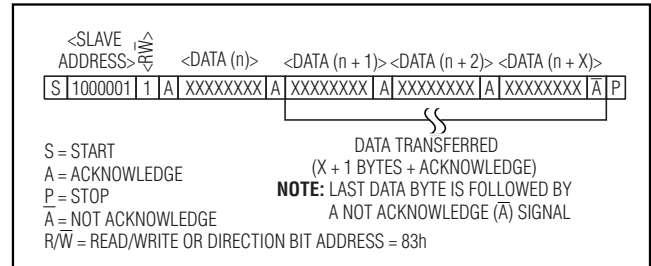 <SLAVE ADDRESS> <R/W̅> <DATA (n)> <DATA (n + 1)> <DATA (n + 2)> <DATA (n + X)>
S 1000001 1 A XXXXXXXX A XXXXXXXX A XXXXXXXX A XXXXXXXX A̅ P
S = START
A = ACKNOWLEDGE
P = STOP
A̅ = NOT ACKNOWLEDGE
R/W̅ = READ/WRITE OR DIRECTION BIT ADDRESS = 83h
DATA TRANSFERRED
(X + 1 BYTES + ACKNOWLEDGE)
NOTE: LAST DATA BYTE IS FOLLOWED BY
A NOT ACKNOWLEDGE (A̅) SIGNAL